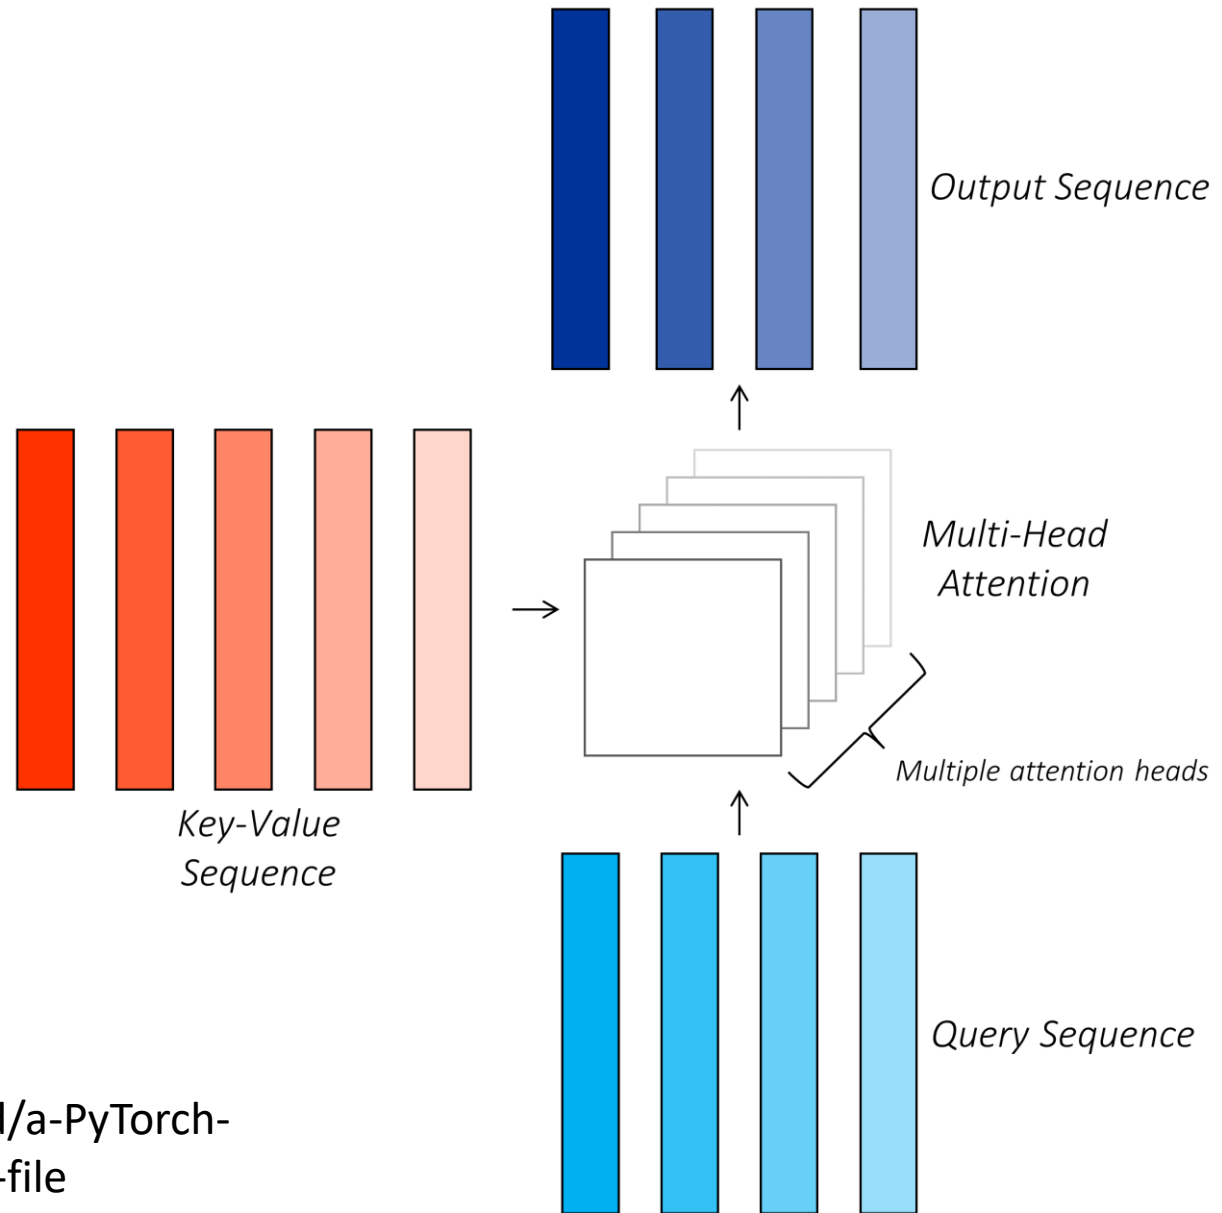 Output Sequence
Multi-Head
Attention
Multiple attention heads
Key-Value
Sequence
Query Sequence
/a-PyTorch-
-file